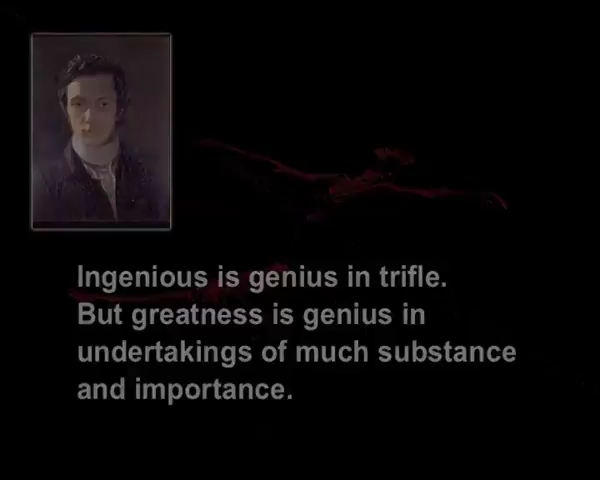 Ingenious is genius in trifle.
But greatness is genius in
undertakings of much substance
and importance.